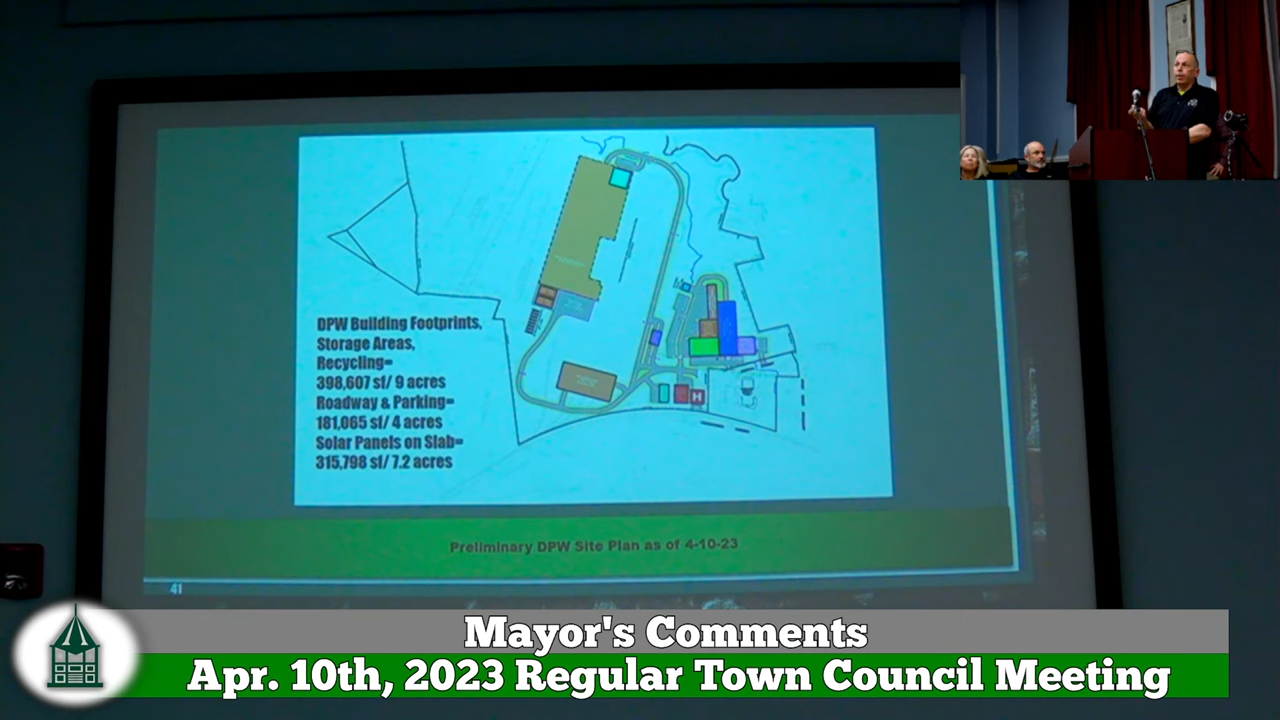 DPW Building Footprints,
Storage Areas,
Recycling=
398,607 sf/ 9 acres
Roadway & Parking=
181,065 sf/ 4 acres
Solar Panels on Slab=
315,798 sf/ 7.2 acres
H
Preliminary DPW Site Plan as of 4-10-23
41
Mayor's Comments
Apr. 10th, 2023 Regular Town Council Meeting